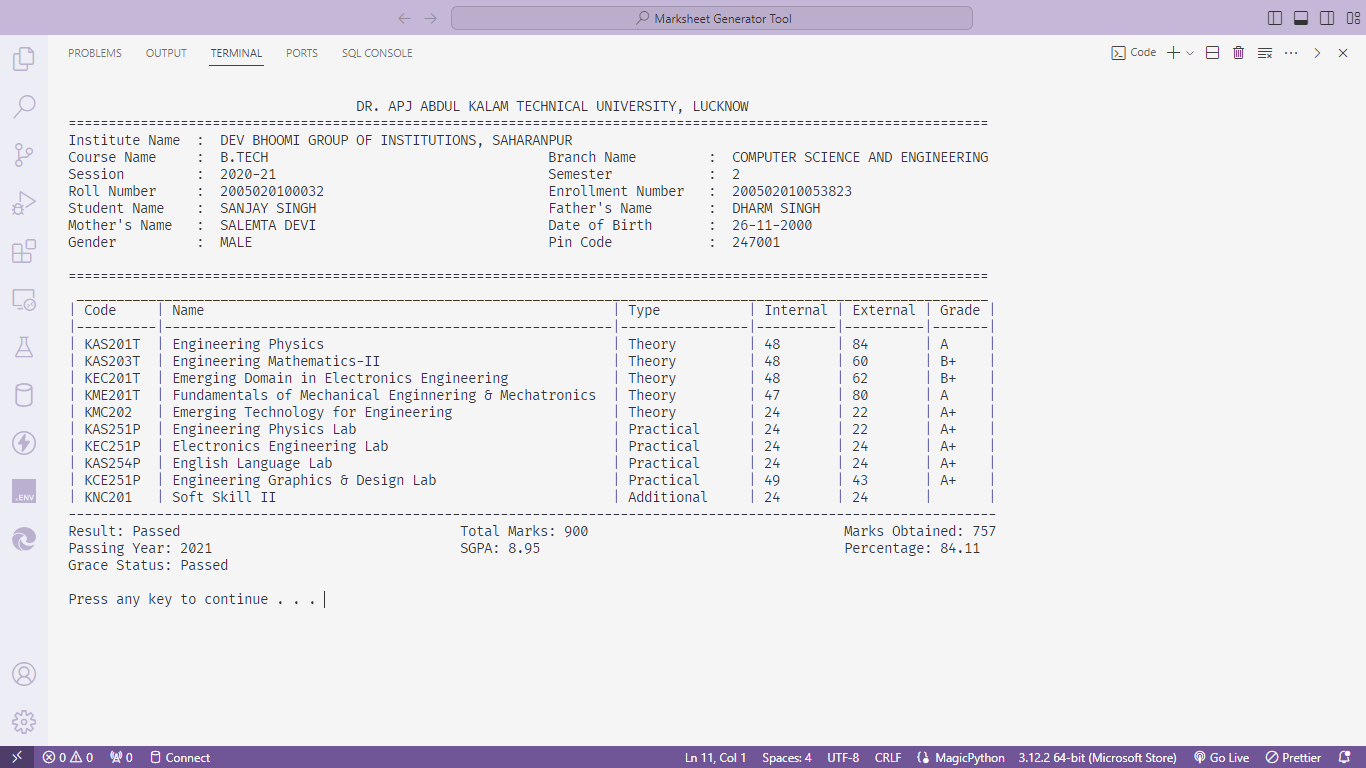 Marksheet Generator Tool
PROBLEMS OUTPUT TERMINAL PORTS SQL CONSOLE Code
DR. APJ ABDUL KALAM TECHNICAL UNIVERSITY, LUCKNOW
===================================================================================================================
Institute Name : DEV BHOOMI GROUP OF INSTITUTIONS, SAHARANPUR
Course Name : B.TECH Branch Name : COMPUTER SCIENCE AND ENGINEERING
Session : 2020-21 Semester : 2
Roll Number : 2005020100032 Enrollment Number : 200502010053823
Student Name : SANJAY SINGH Father's Name : DHARM SINGH
Mother's Name : SALEMTA DEVI Date of Birth : 26-11-2000
Gender : MALE Pin Code : 247001
===================================================================================================================
| Code | Name | Type | Internal | External | Grade |
|----------|--------------------------------------------------------|----------------|----------|----------|-------|
| KAS201T | Engineering Physics | Theory | 48 | 84 | A |
| KAS203T | Engineering Mathematics-II | Theory | 48 | 60 | B+ |
| KEC201T | Emerging Domain in Electronics Engineering | Theory | 48 | 62 | B+ |
| KME201T | Fundamentals of Mechanical Enginnering & Mechatronics | Theory | 47 | 80 | A |
| KMC202 | Emerging Technology for Engineering | Theory | 24 | 22 | A+ |
| KAS251P | Engineering Physics Lab | Practical | 24 | 22 | A+ |
| KEC251P | Electronics Engineering Lab | Practical | 24 | 24 | A+ |
| KAS254P | English Language Lab | Practical | 24 | 24 | A+ |
| KCE251P | Engineering Graphics & Design Lab | Practical | 49 | 43 | A+ |
| KNC201 | Soft Skill II | Additional | 24 | 24 | |
--------------------------------------------------------------------------------------------------------------------
Result: Passed Total Marks: 900 Marks Obtained: 757
Passing Year: 2021 SGPA: 8.95 Percentage: 84.11
Grace Status: Passed
Press any key to continue . . .
.ENV
0 0 0 Connect Ln 11, Col 1 Spaces: 4 UTF-8 CRLF MagicPython 3.12.2 64-bit (Microsoft Store) Go Live Prettier